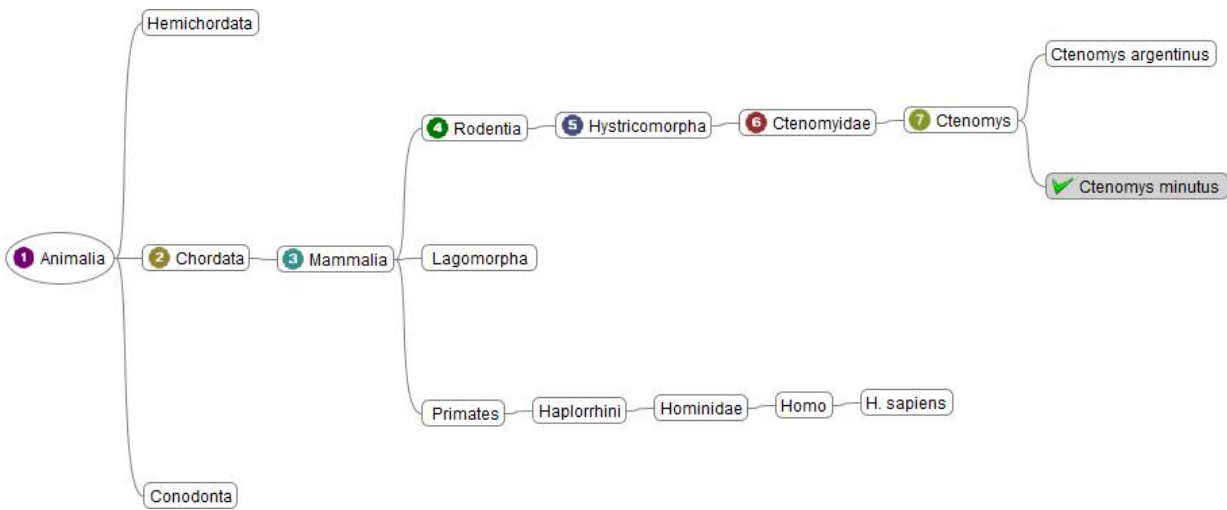 Hemichordata
Ctenomys argentinus
4 Rodentia
5 Hystricomorpha
6 Ctenomyidae
7 Ctenomys
Ctenomys minutus
1 Animalia
2 Chordata
3 Mammalia
Lagomorpha
Primates
Haplorrhini
Hominidae
Homo
H. sapiens
Conodonta